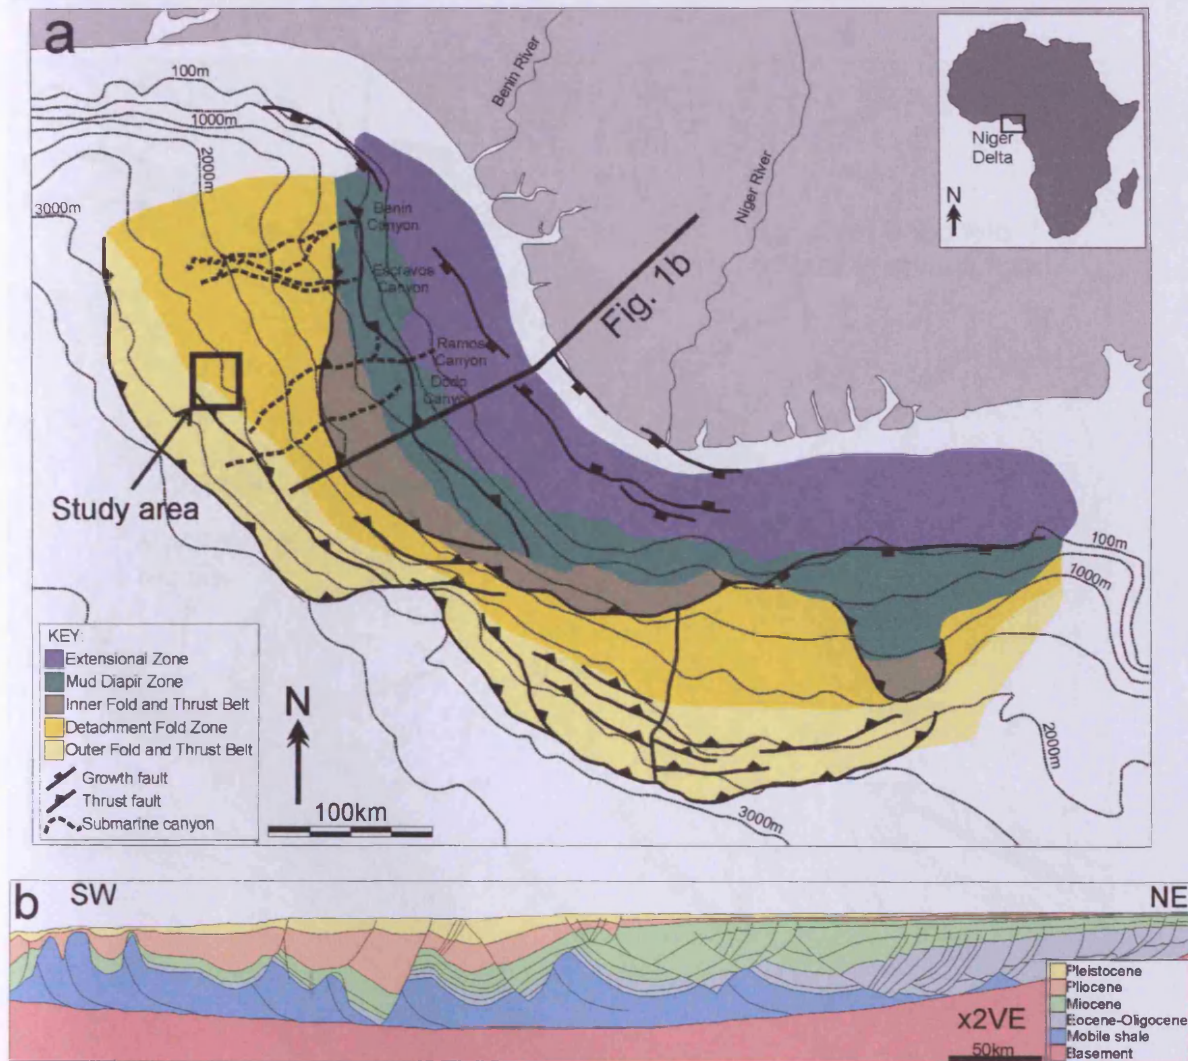 a
100m
1000m
2000m
3000m
Benin River
Niger River
Niger
Delta
N
Benin
Canyon
Escravos
Canyon
Ramos
Canyon
Dodo
Canyon
Fig. 1b
Study area
100m
1000m
2000m
3000m
KEY:
Extensional Zone
Mud Diapir Zone
Inner Fold and Thrust Belt
Detachment Fold Zone
Outer Fold and Thrust Belt
Growth fault
Thrust fault
Submarine canyon
N
100km
b
SW
NE
Pleistocene
Pliocene
Miocene
Eocene-Oligocene
Mobile shale
Basement
x2VE
50km